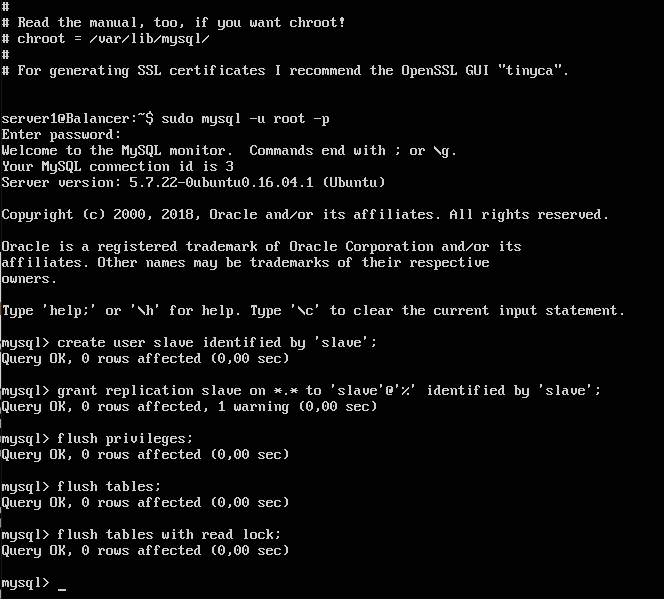 #
# Read the manual, too, if you want chroot!
# chroot = /var/lib/mysql/
#
# For generating SSL certificates I recommend the OpenSSL GUI "tinyca".
server1@Balancer:~$ sudo mysql -u root -p
Enter password:
Welcome to the MySQL monitor.  Commands end with ; or \g.
Your MySQL connection id is 3
Server version: 5.7.22-0ubuntu0.16.04.1 (Ubuntu)
Copyright (c) 2000, 2018, Oracle and/or its affiliates. All rights reserved.
Oracle is a registered trademark of Oracle Corporation and/or its
affiliates. Other names may be trademarks of their respective
owners.
Type 'help;' or '\h' for help. Type '\c' to clear the current input statement.
mysql> create user slave identified by 'slave';
Query OK, 0 rows affected (0,00 sec)
mysql> grant replication slave on *.* to 'slave'@'%' identified by 'slave';
Query OK, 0 rows affected, 1 warning (0,00 sec)
mysql> flush privileges;
Query OK, 0 rows affected (0,00 sec)
mysql> flush tables;
Query OK, 0 rows affected (0,00 sec)
mysql> flush tables with read lock;
Query OK, 0 rows affected (0,00 sec)
mysql> _